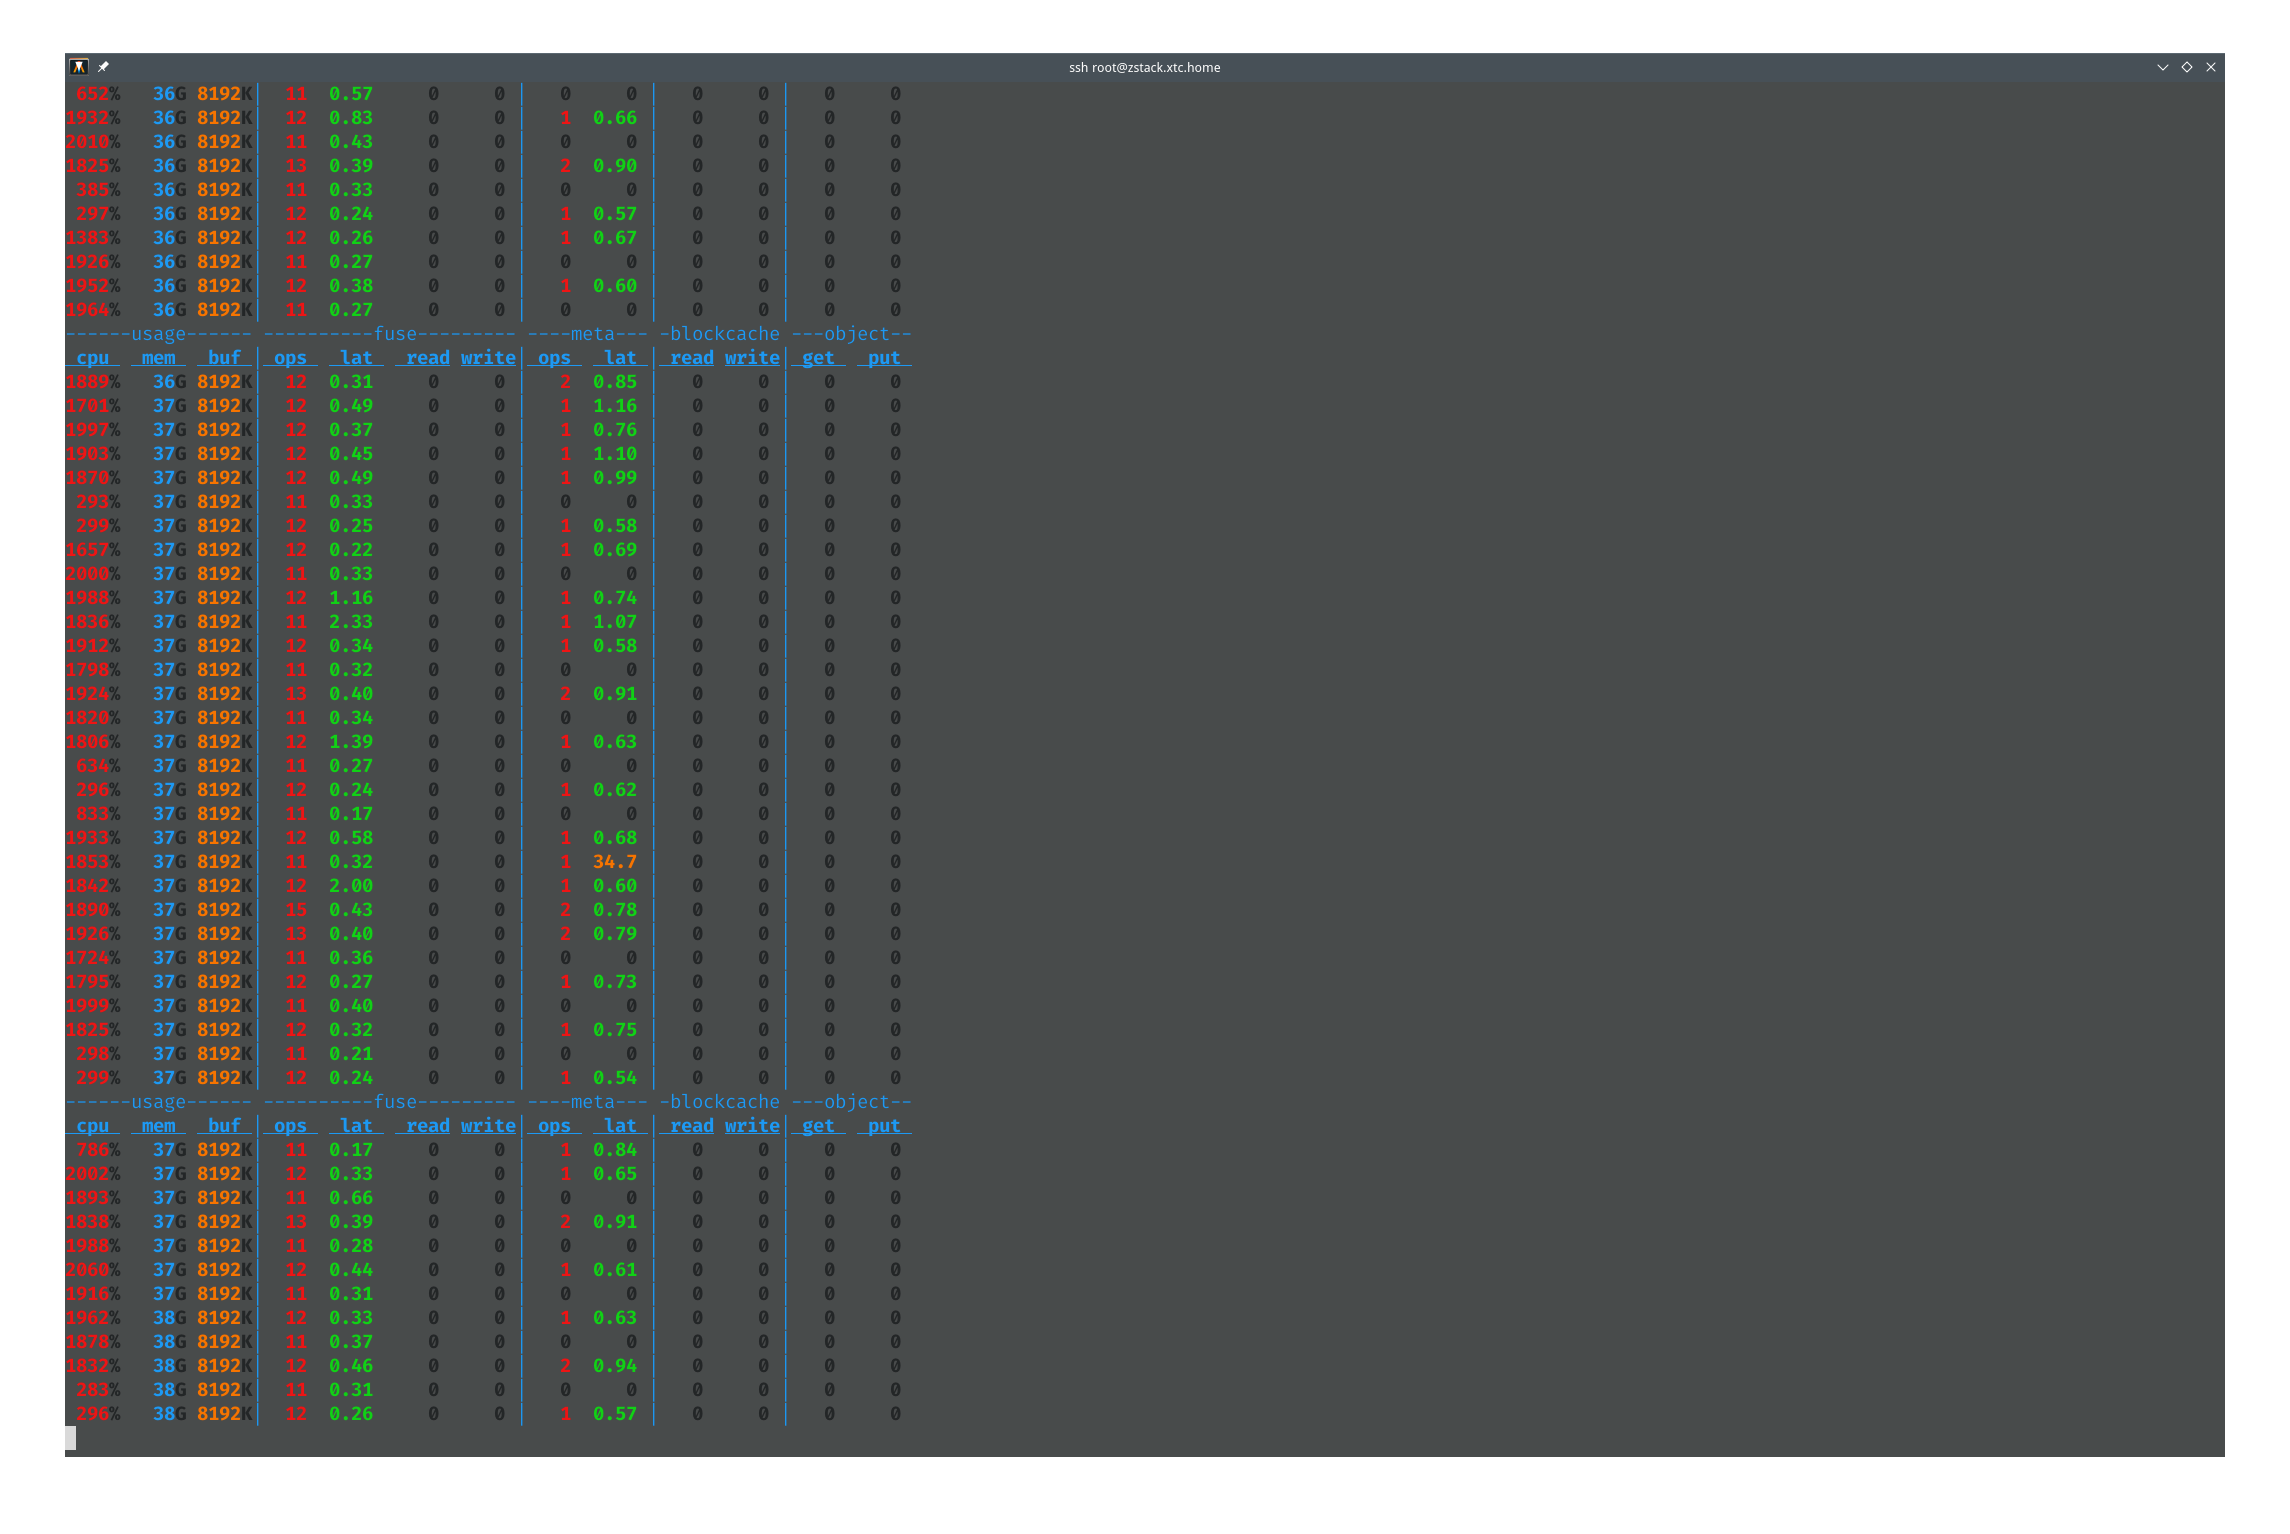 ssh root@zstack.xtc.home
652% 36G 8192K| 11 0.57 0 0 | 0 0 | 0 0 | 0 0
1932% 36G 8192K| 12 0.83 0 0 | 1 0.66 | 0 0 | 0 0
2010% 36G 8192K| 11 0.43 0 0 | 0 0 | 0 0 | 0 0
1825% 36G 8192K| 13 0.39 0 0 | 2 0.90 | 0 0 | 0 0
385% 36G 8192K| 11 0.33 0 0 | 0 0 | 0 0 | 0 0
297% 36G 8192K| 12 0.24 0 0 | 1 0.57 | 0 0 | 0 0
1383% 36G 8192K| 12 0.26 0 0 | 1 0.67 | 0 0 | 0 0
1926% 36G 8192K| 11 0.27 0 0 | 0 0 | 0 0 | 0 0
1952% 36G 8192K| 12 0.38 0 0 | 1 0.60 | 0 0 | 0 0
1964% 36G 8192K| 11 0.27 0 0 | 0 0 | 0 0 | 0 0
------usage------ ----------fuse--------- ----meta--- -blockcache ---object--
cpu mem buf | ops lat read write| ops lat | read write| get put
1889% 36G 8192K| 12 0.31 0 0 | 2 0.85 | 0 0 | 0 0
1701% 37G 8192K| 12 0.49 0 0 | 1 1.16 | 0 0 | 0 0
1997% 37G 8192K| 12 0.37 0 0 | 1 0.76 | 0 0 | 0 0
1903% 37G 8192K| 12 0.45 0 0 | 1 1.10 | 0 0 | 0 0
1870% 37G 8192K| 12 0.49 0 0 | 1 0.99 | 0 0 | 0 0
293% 37G 8192K| 11 0.33 0 0 | 0 0 | 0 0 | 0 0
299% 37G 8192K| 12 0.25 0 0 | 1 0.58 | 0 0 | 0 0
1657% 37G 8192K| 12 0.22 0 0 | 1 0.69 | 0 0 | 0 0
2000% 37G 8192K| 11 0.33 0 0 | 0 0 | 0 0 | 0 0
1988% 37G 8192K| 12 1.16 0 0 | 1 0.74 | 0 0 | 0 0
1836% 37G 8192K| 11 2.33 0 0 | 1 1.07 | 0 0 | 0 0
1912% 37G 8192K| 12 0.34 0 0 | 1 0.58 | 0 0 | 0 0
1798% 37G 8192K| 11 0.32 0 0 | 0 0 | 0 0 | 0 0
1924% 37G 8192K| 13 0.40 0 0 | 2 0.91 | 0 0 | 0 0
1820% 37G 8192K| 11 0.34 0 0 | 0 0 | 0 0 | 0 0
1806% 37G 8192K| 12 1.39 0 0 | 1 0.63 | 0 0 | 0 0
634% 37G 8192K| 11 0.27 0 0 | 0 0 | 0 0 | 0 0
296% 37G 8192K| 12 0.24 0 0 | 1 0.62 | 0 0 | 0 0
833% 37G 8192K| 11 0.17 0 0 | 0 0 | 0 0 | 0 0
1933% 37G 8192K| 12 0.58 0 0 | 1 0.68 | 0 0 | 0 0
1853% 37G 8192K| 11 0.32 0 0 | 1 34.7 | 0 0 | 0 0
1842% 37G 8192K| 12 2.00 0 0 | 1 0.60 | 0 0 | 0 0
1890% 37G 8192K| 15 0.43 0 0 | 2 0.78 | 0 0 | 0 0
1926% 37G 8192K| 13 0.40 0 0 | 2 0.79 | 0 0 | 0 0
1724% 37G 8192K| 11 0.36 0 0 | 0 0 | 0 0 | 0 0
1795% 37G 8192K| 12 0.27 0 0 | 1 0.73 | 0 0 | 0 0
1999% 37G 8192K| 11 0.40 0 0 | 0 0 | 0 0 | 0 0
1825% 37G 8192K| 12 0.32 0 0 | 1 0.75 | 0 0 | 0 0
298% 37G 8192K| 11 0.21 0 0 | 0 0 | 0 0 | 0 0
299% 37G 8192K| 12 0.24 0 0 | 1 0.54 | 0 0 | 0 0
------usage------ ----------fuse--------- ----meta--- -blockcache ---object--
cpu mem buf | ops lat read write| ops lat | read write| get put
786% 37G 8192K| 11 0.17 0 0 | 1 0.84 | 0 0 | 0 0
2002% 37G 8192K| 12 0.33 0 0 | 1 0.65 | 0 0 | 0 0
1893% 37G 8192K| 11 0.66 0 0 | 0 0 | 0 0 | 0 0
1838% 37G 8192K| 13 0.39 0 0 | 2 0.91 | 0 0 | 0 0
1988% 37G 8192K| 11 0.28 0 0 | 0 0 | 0 0 | 0 0
2060% 37G 8192K| 12 0.44 0 0 | 1 0.61 | 0 0 | 0 0
1916% 37G 8192K| 11 0.31 0 0 | 0 0 | 0 0 | 0 0
1962% 38G 8192K| 12 0.33 0 0 | 1 0.63 | 0 0 | 0 0
1878% 38G 8192K| 11 0.37 0 0 | 0 0 | 0 0 | 0 0
1832% 38G 8192K| 12 0.46 0 0 | 2 0.94 | 0 0 | 0 0
283% 38G 8192K| 11 0.31 0 0 | 0 0 | 0 0 | 0 0
296% 38G 8192K| 12 0.26 0 0 | 1 0.57 | 0 0 | 0 0